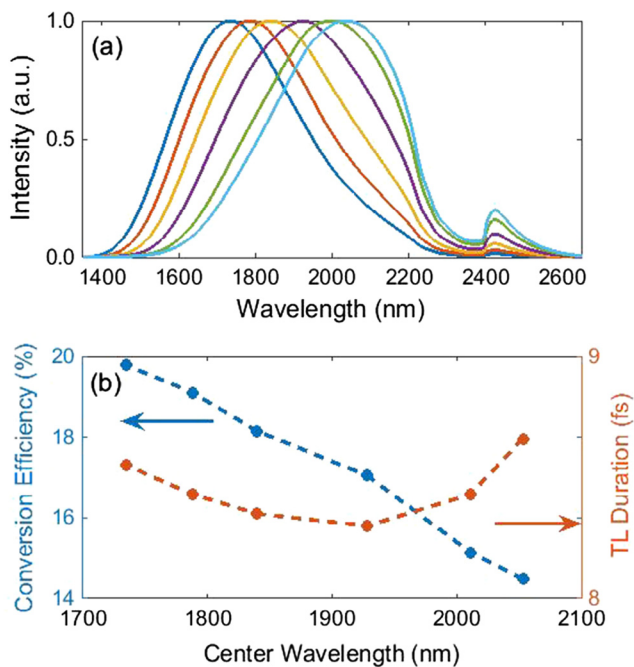 (a)
Intensity (a.u.)
1.0
0.5
0.0
1400 1600 1800 2000 2200 2400 2600
Wavelength (nm)
(b)
Conversion Efficiency (%)
20
18
16
14
9
8
TL Duration (fs)
1700 1800 1900 2000 2100
Center Wavelength (nm)